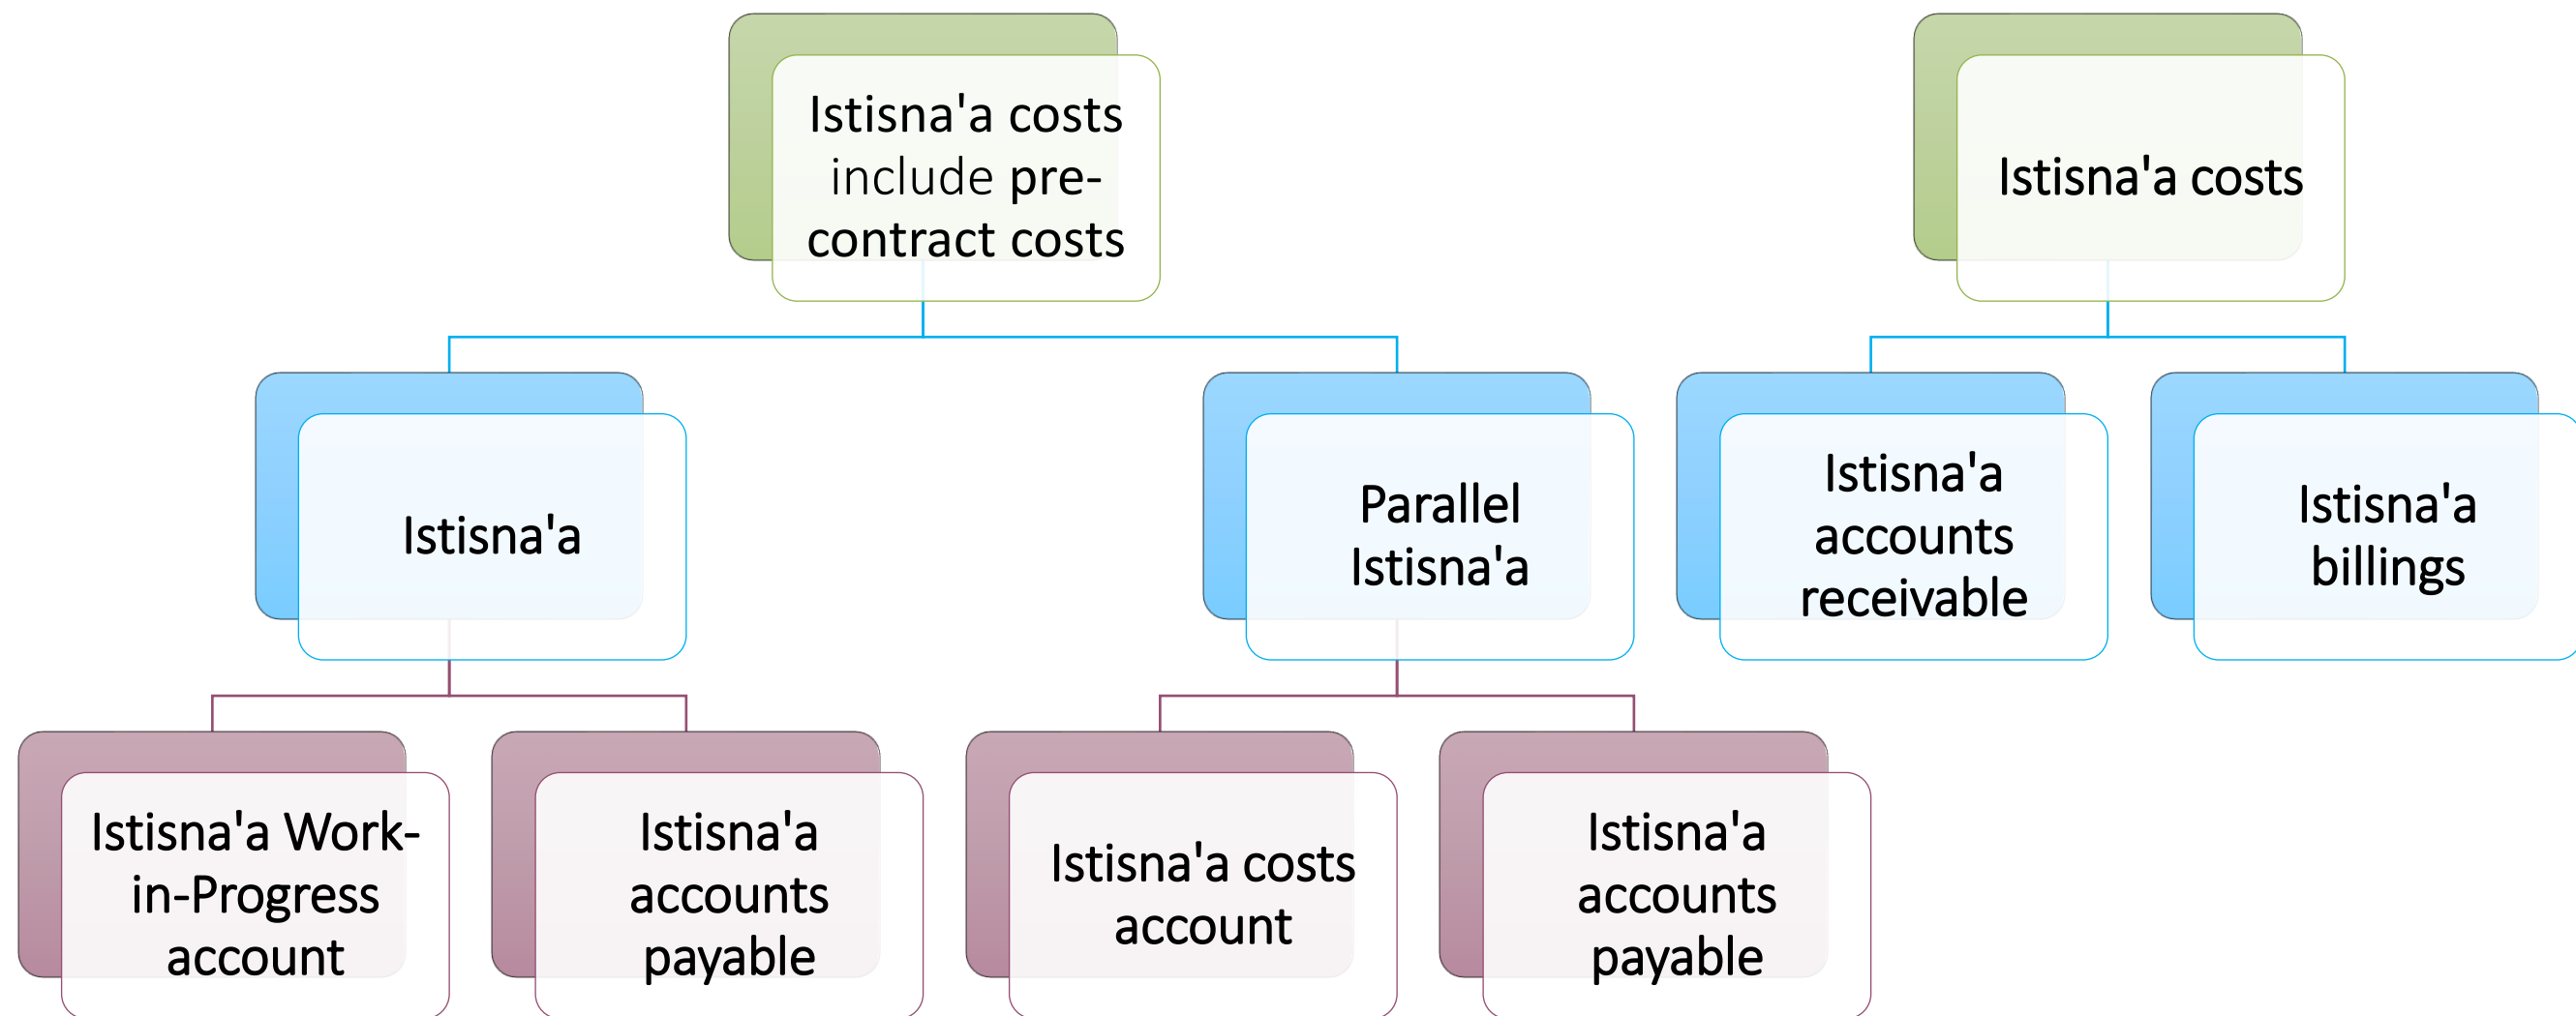 Istisna'a costs
include pre-
contract costs
Istisna'a costs
Istisna'a
Parallel
Istisna'a
Istisna'a
accounts
receivable
Istisna'a
billings
Istisna'a Work-
in-Progress
account
Istisna'a
accounts
payable
Istisna'a costs
account
Istisna'a
accounts
payable